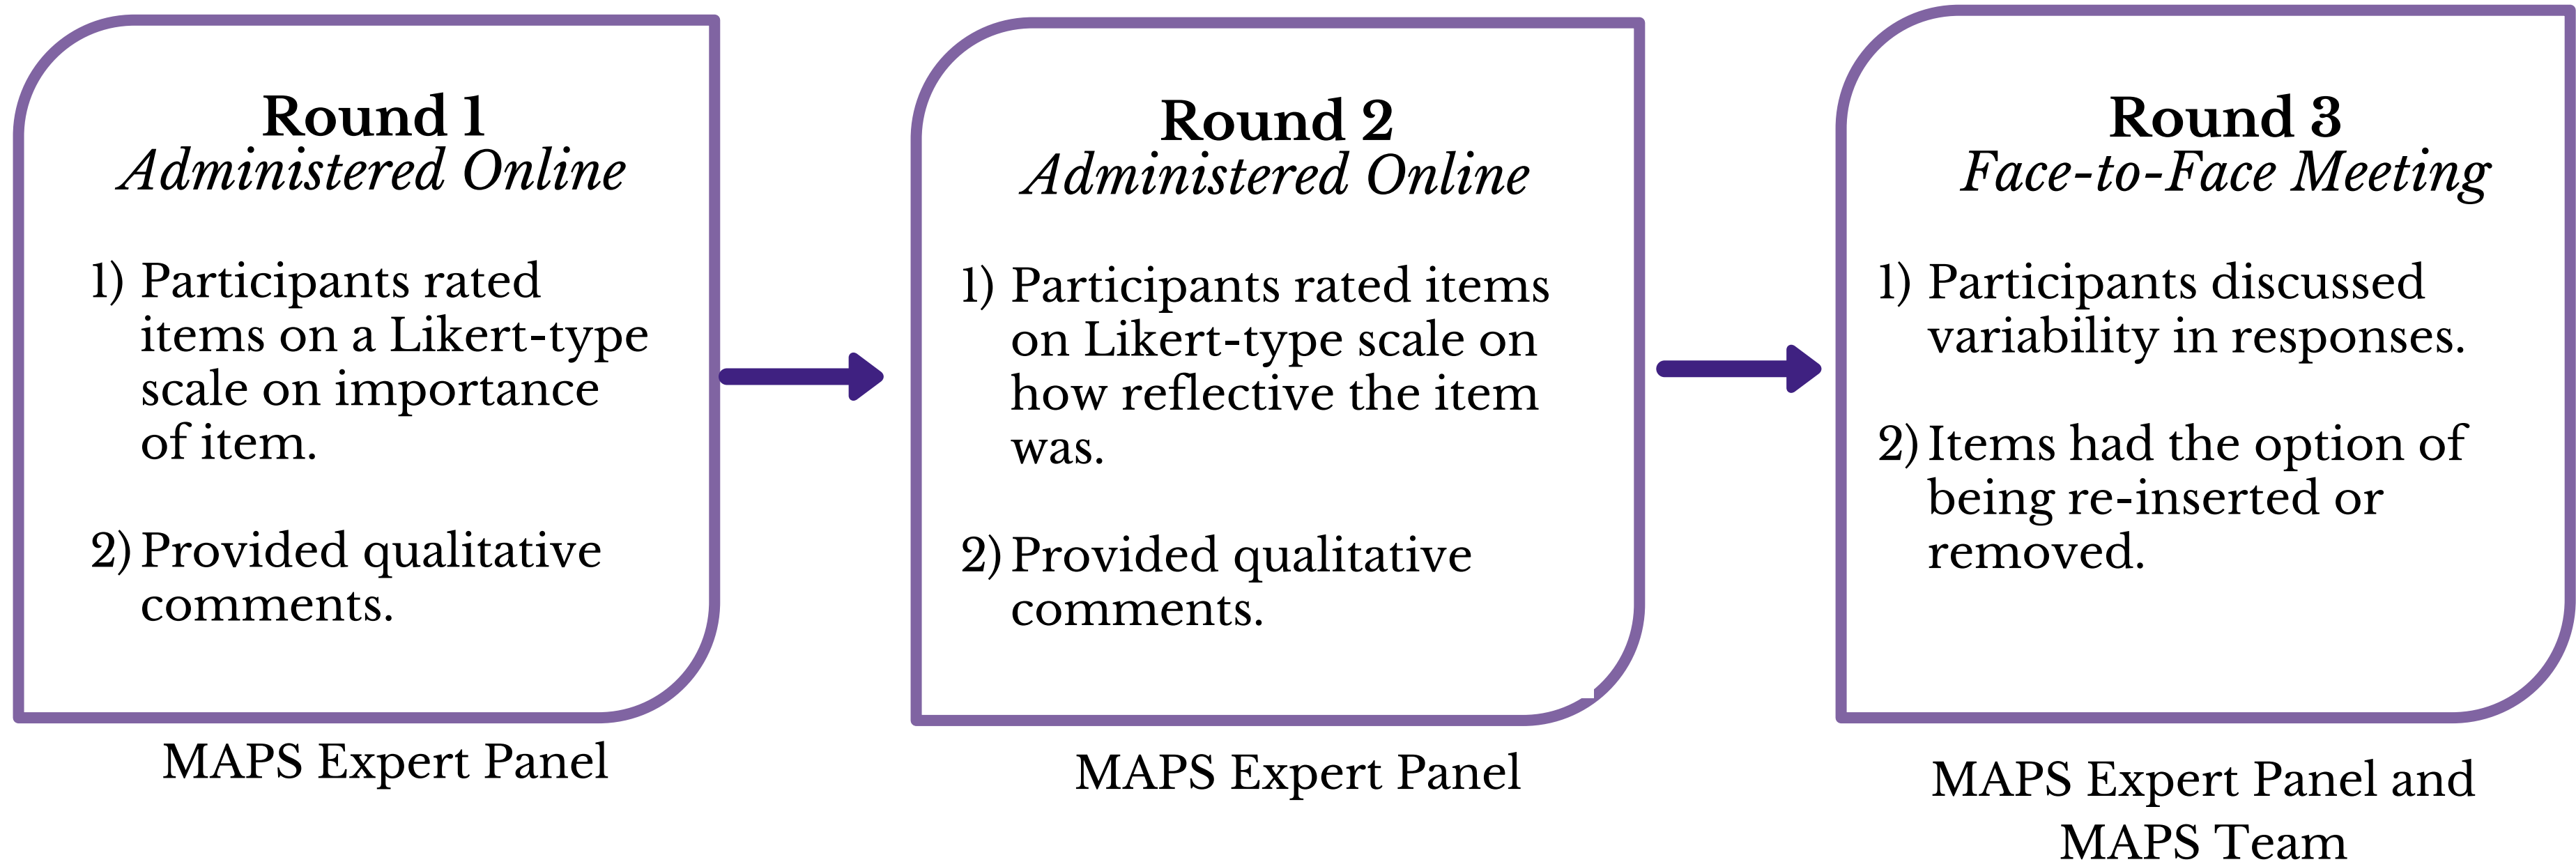 Round 1
Administered Online
1) Participants rated
items on a Likert-type
scale on importance
of item.
2) Provided qualitative
comments.
MAPS Expert Panel
Round 2
Administered Online
1) Participants rated items
on Likert-type scale on
how reflective the item
was.
2) Provided qualitative
comments.
MAPS Expert Panel
Round 3
Face-to-Face Meeting
1) Participants discussed
variability in responses.
2) Items had the option of
being re-inserted or
removed.
MAPS Expert Panel and
MAPS Team